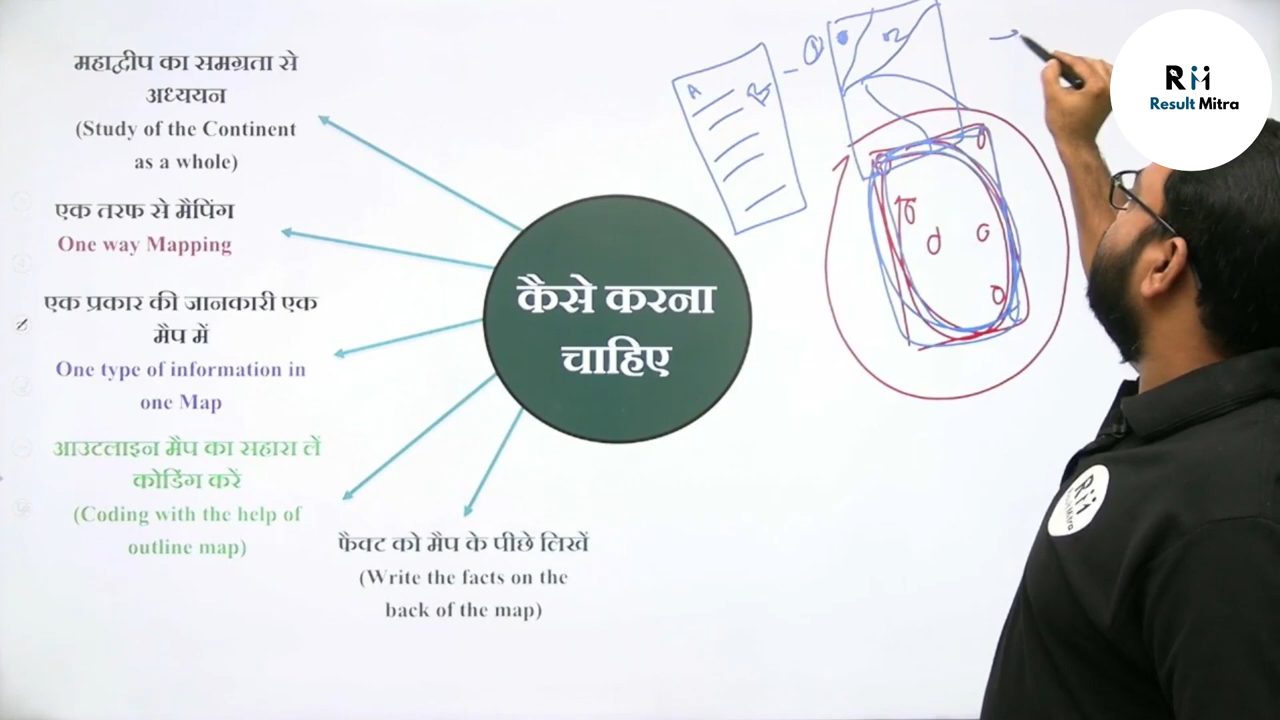 महाद्वीप का समग्रता से
अध्ययन
(Study of the Continent
as a whole)
एक तरफ से मैपिंग
One way Mapping
एक प्रकार की जानकारी एक
मैप में
One type of information in
one Map
आउटलाइन मैप का सहारा लें
कोडिंग करें
(Coding with the help of
outline map)
फैक्ट को मैप के पीछे लिखें
(Write the facts on the
back of the map)
कैसे करना
चाहिए
A
RM
Result Mitra
RM